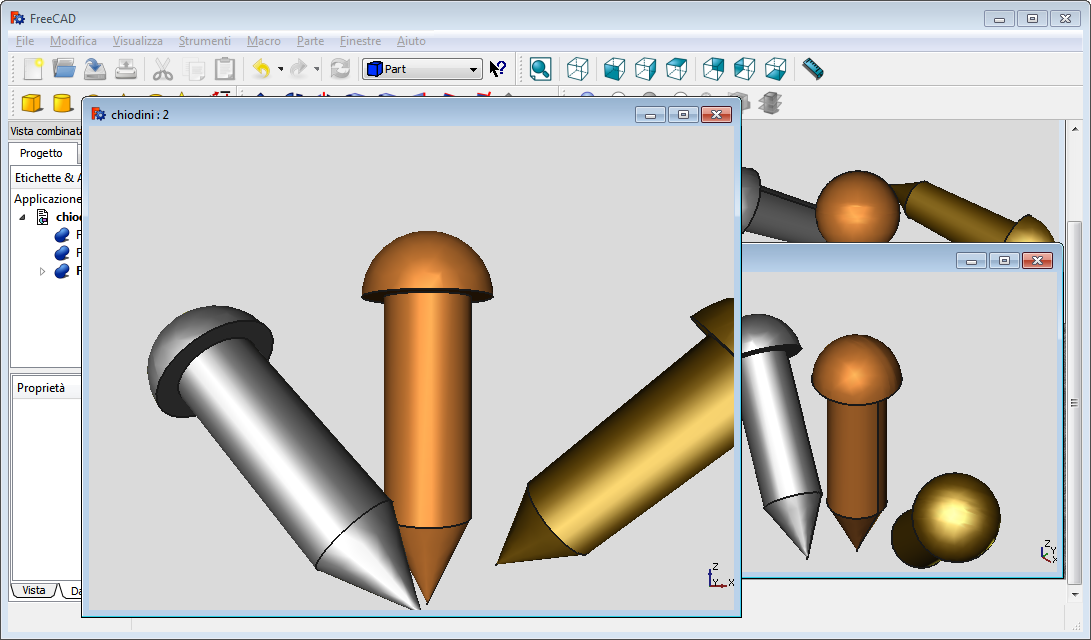 FreeCAD
File Modifica Visualizza Strumenti Macro Parte Finestre Aiuto
Part
Vista combinata
chiodini : 2
Progetto
Etichette & A
Applicazione
chiod
F
F
F
Proprietà
Vista Da
Z
Y X
Z
Y
X